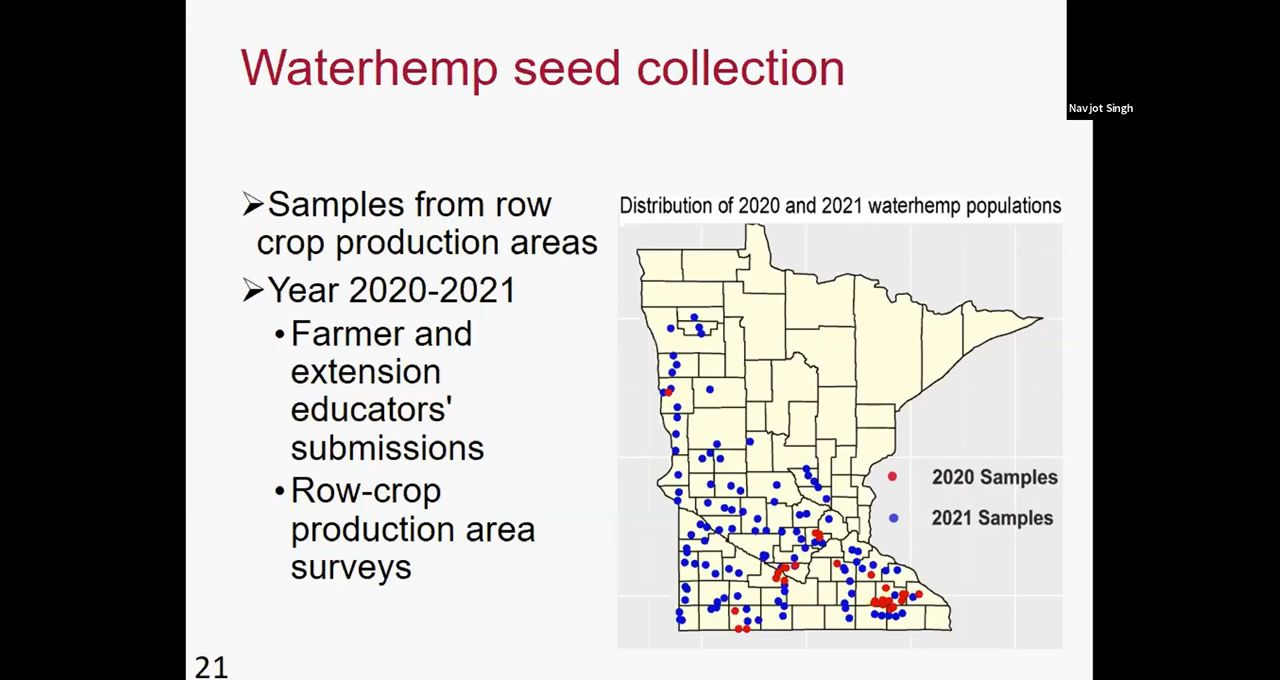 Waterhemp seed collection
Navjot Singh
➢Samples from row
crop production areas
➢Year 2020-2021
•Farmer and
extension
educators'
submissions
•Row-crop
production area
surveys
Distribution of 2020 and 2021 waterhemp populations
2020 Samples
2021 Samples
21